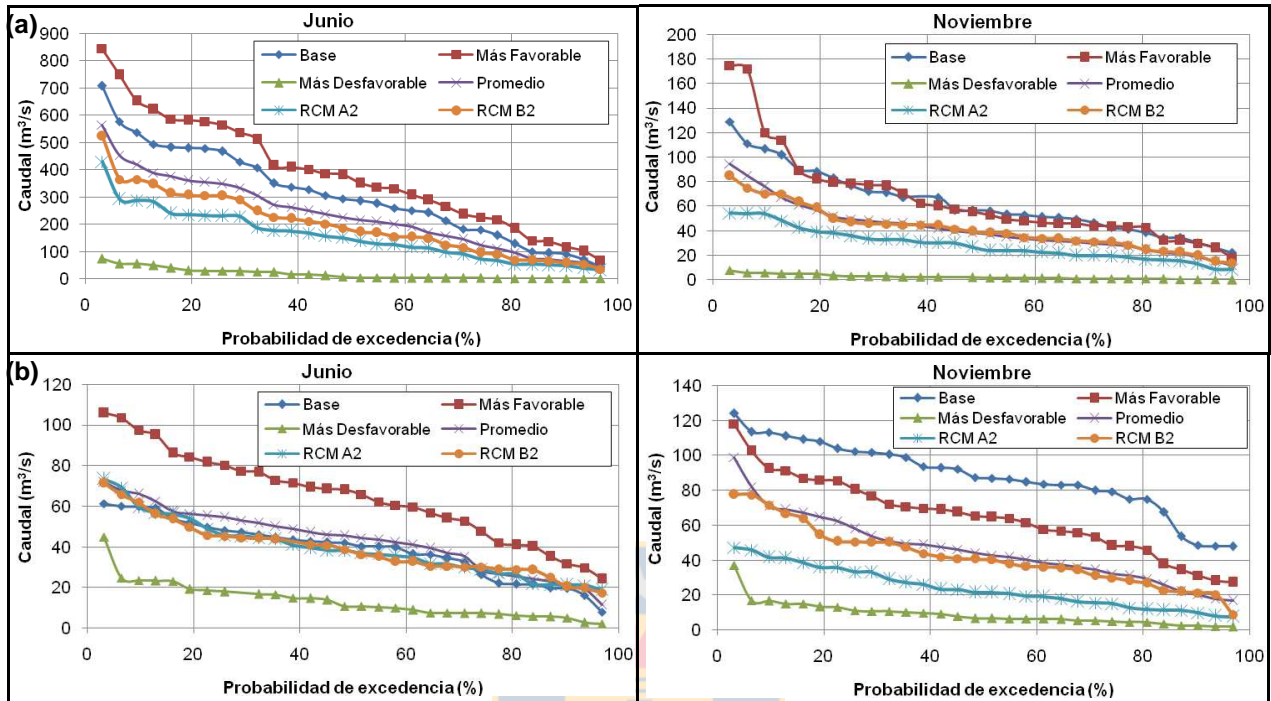 (a)
Junio
Caudal (m³/s)
900
800
700
600
500
400
300
200
100
0
Base
Más Favorable
Más Desfavorable
Promedio
RCM A2
RCM B2
0 20 40 60 80 100
Probabilidad de excedencia (%)
Noviembre
Caudal (m³/s)
200
180
160
140
120
100
80
60
40
20
0
Base
Más Favorable
Más Desfavorable
Promedio
RCM A2
RCM B2
0 20 40 60 80 100
Probabilidad de excedencia (%)
(b)
Junio
Caudal (m³/s)
120
100
80
60
40
20
0
Base
Más Favorable
Más Desfavorable
Promedio
RCM A2
RCM B2
0 20 40 60 80 100
Probabilidad de excedencia (%)
Noviembre
Caudal (m³/s)
140
120
100
80
60
40
20
0
Base
Más Favorable
Más Desfavorable
Promedio
RCM A2
RCM B2
0 20 40 60 80 100
Probabilidad de excedencia (%)